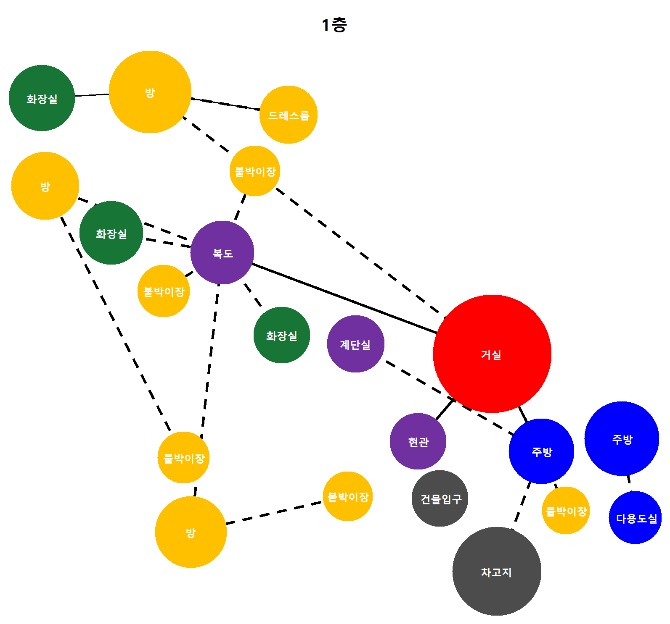 1층
화장실
방
드레스룸
붙박이장
방
화장실
복도
붙박이장
화장실
계단실
거실
현관
주방
주방
붙박이장
방
붙박이장
건물입구
붙박이장
다용도실
차고지